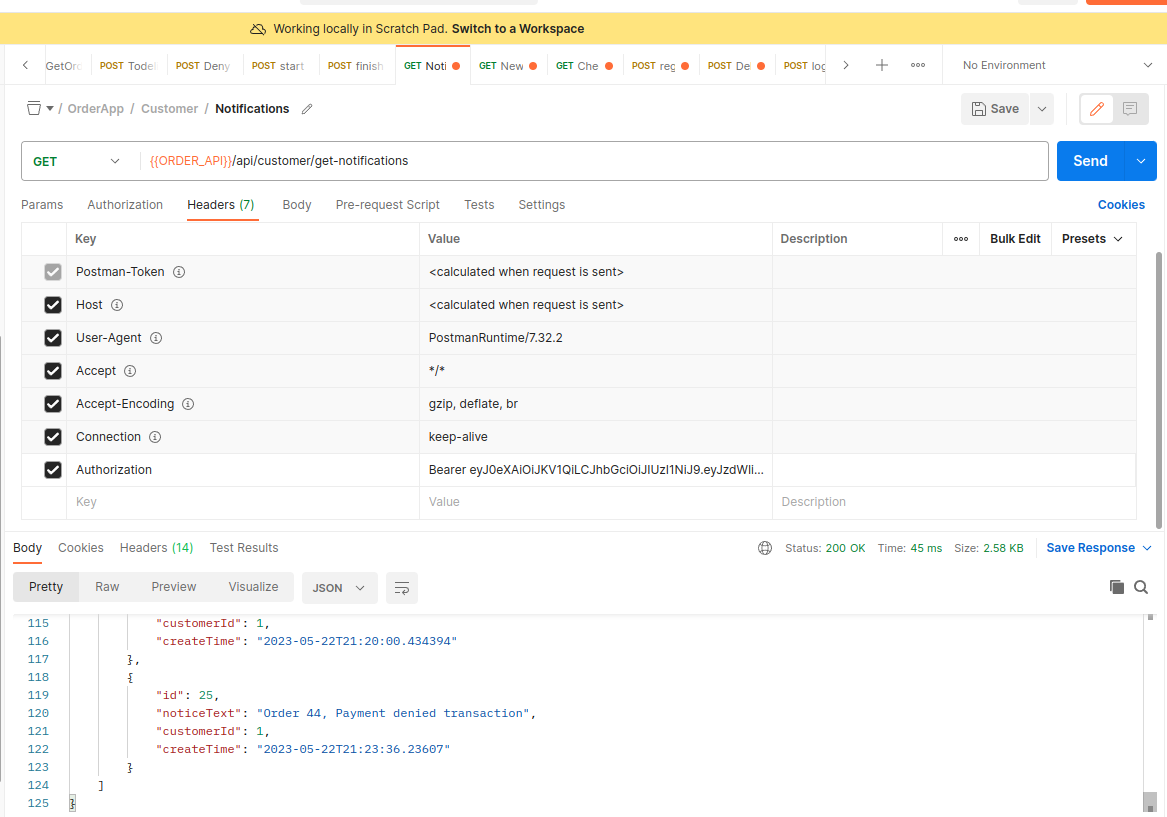 Working locally in Scratch Pad. Switch to a Workspace
GetOr POST Tode POST Deny POST start POST finish GET Noti GET New GET Che POST reg POST De POST log No Environment
/ OrderApp / Customer / Notifications Save
GET {{ORDER_API}}/api/customer/get-notifications Send
Params Authorization Headers (7) Body Pre-request Script Tests Settings Cookies
Key Value Description Bulk Edit Presets
Postman-Token <calculated when request is sent>
Host <calculated when request is sent>
User-Agent PostmanRuntime/7.32.2
Accept */*
Accept-Encoding gzip, deflate, br
Connection keep-alive
Authorization Bearer eyJ0eXAiOiJKV1QiLCJhbGciOiJIUzI1NiJ9.eyJzdWIi...
Key Value Description
Body Cookies Headers (14) Test Results Status: 200 OK Time: 45 ms Size: 2.58 KB Save Response
Pretty Raw Preview Visualize JSON
115 "customerId": 1,
116 "createTime": "2023-05-22T21:20:00.434394"
117 },
118 {
119 "id": 25,
120 "noticeText": "Order 44, Payment denied transaction",
121 "customerId": 1,
122 "createTime": "2023-05-22T21:23:36.23607"
123 }
124 ]
125 }